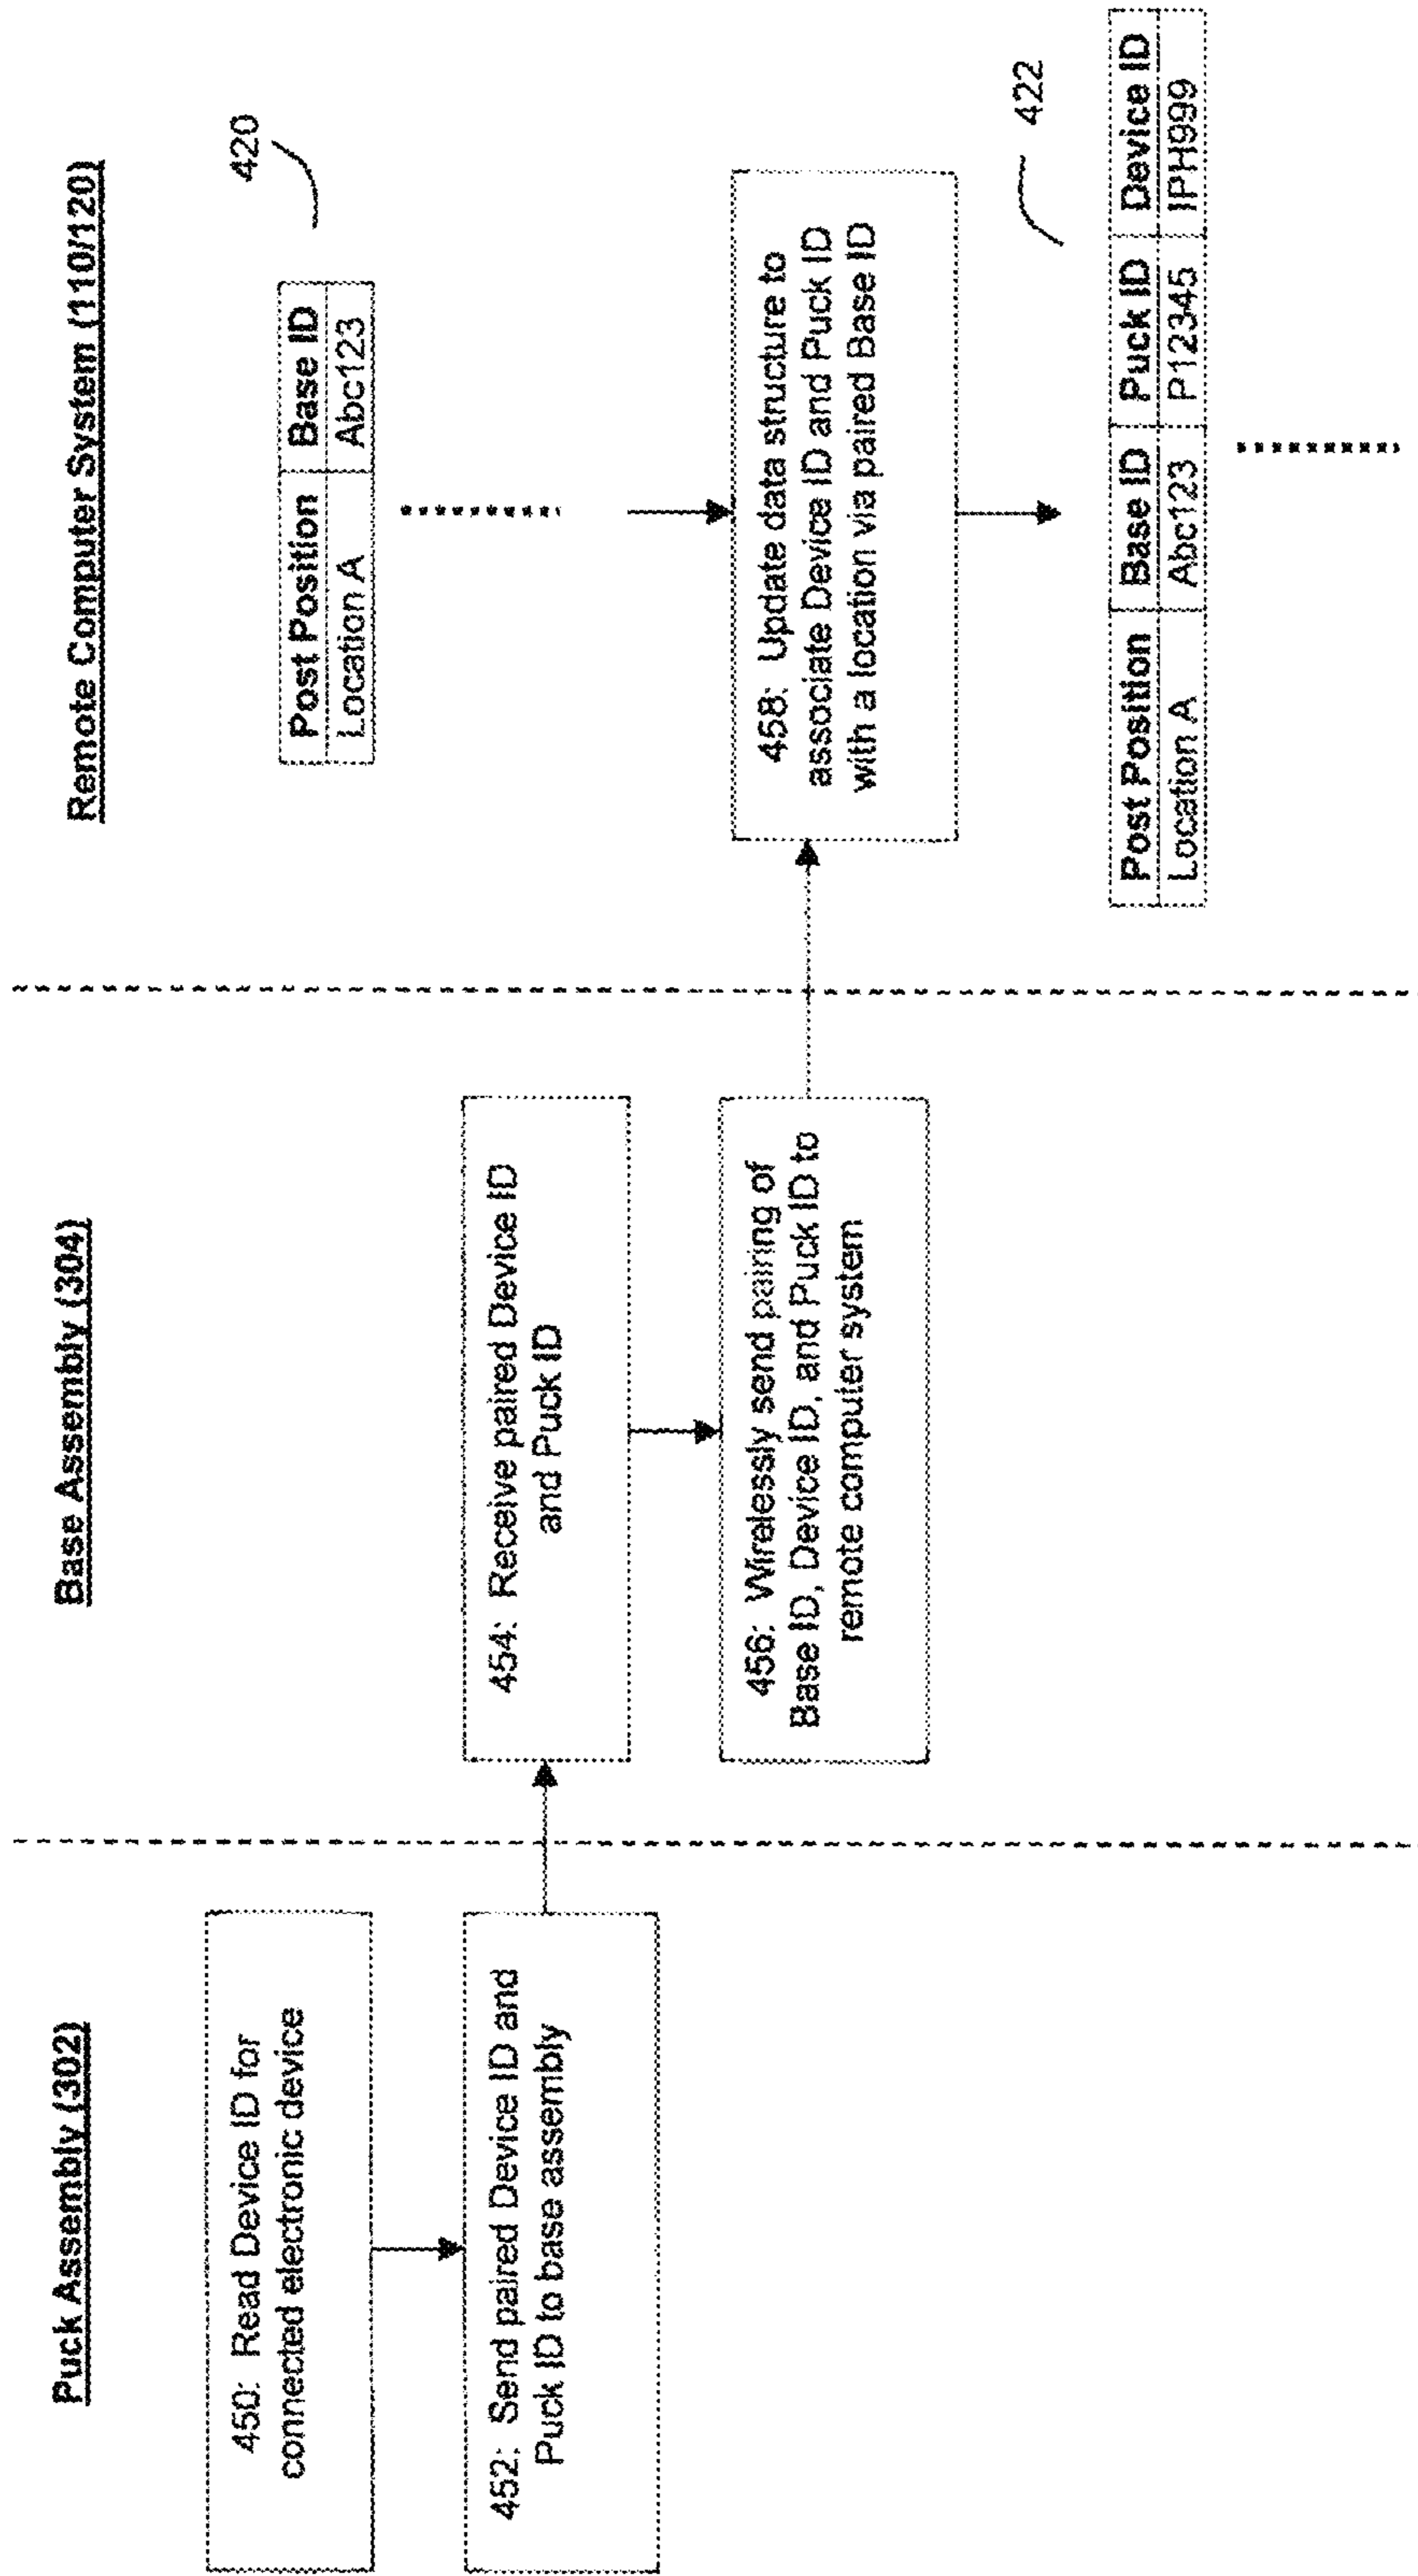 Puck Assembly (302)
450: Read Device ID for
connected electronic device
452: Send paired Device ID and
Puck ID to base assembly
Base Assembly (304)
454: Receive paired Device ID
and Puck ID
456: Wirelessly send pairing of
Base ID, Device ID, and Puck ID to
remote computer system
Remote Computer System (110/120)
420
Post Position Base ID
Location A Abc123
458: Update data structure to
associate Device ID and Puck ID
with a location via paired Base ID
422
Post Position Base ID Puck ID Device ID
Location A Abc123 P12345 IPH999